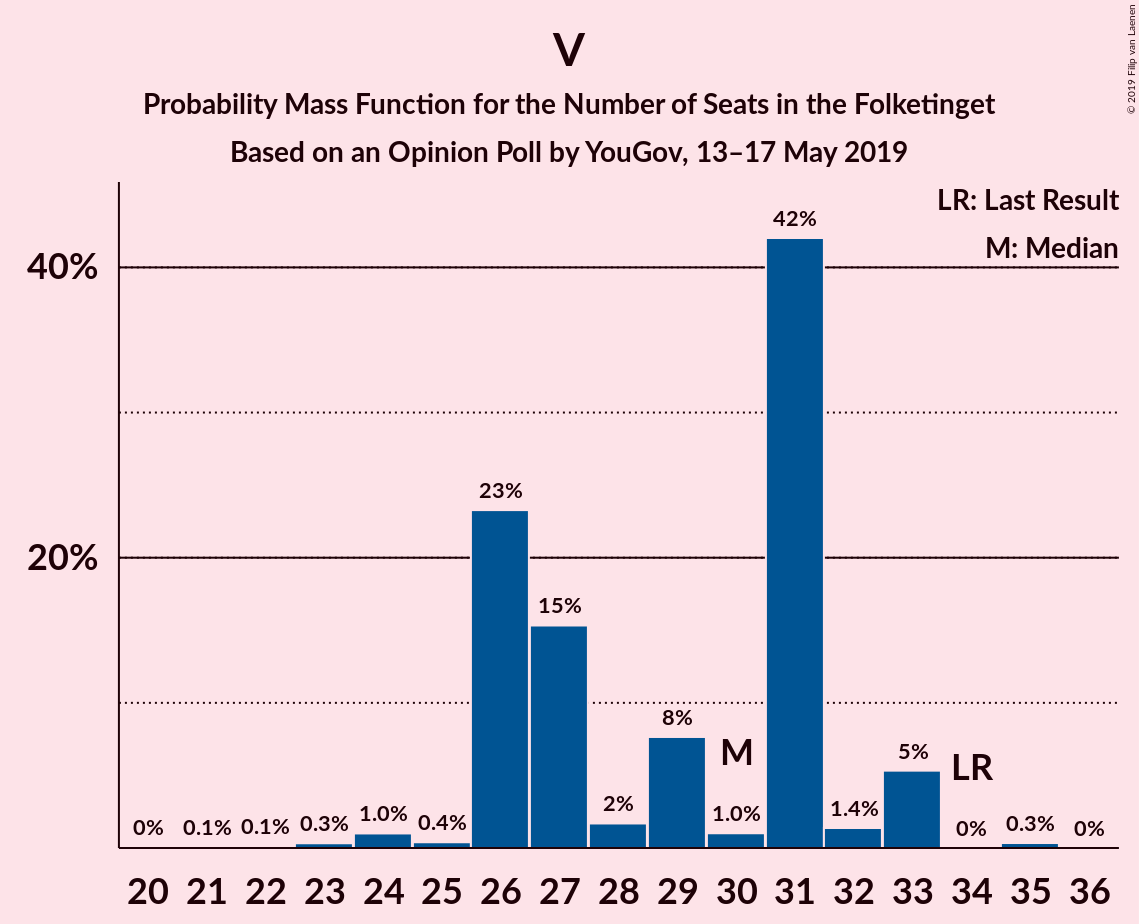 V
Probability Mass Function for the Number of Seats in the Folketinget
Based on an Opinion Poll by YouGov, 13–17 May 2019
© 2019 Filip van Laenen
LR: Last Result
M: Median
40%
20%
0%
0.1%
0.1%
0.3%
1.0%
0.4%
23%
15%
2%
8%
M
1.0%
42%
1.4%
5%
LR
0%
0.3%
0%
20 21 22 23 24 25 26 27 28 29 30 31 32 33 34 35 36